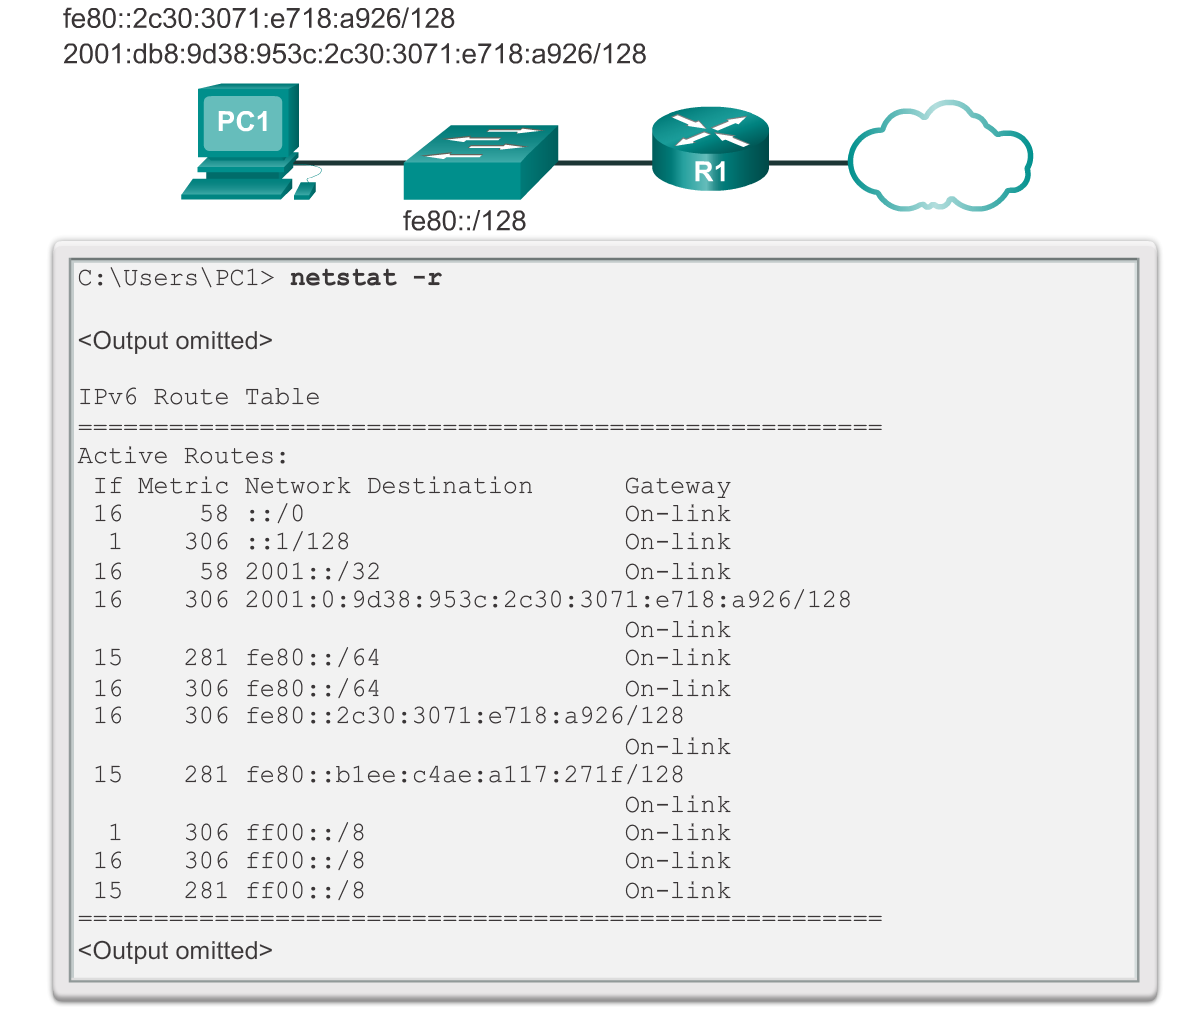 fe80::2c30:3071:e718:a926/128
2001:db8:9d38:953c:2c30:3071:e718:a926/128
PC1
R1
fe80::/128
C:\Users\PC1> netstat -r
<Output omitted>
IPv6 Route Table
=====================================================
Active Routes:
If Metric Network Destination Gateway
16 58 ::/0 On-link
1 306 ::1/128 On-link
16 58 2001::/32 On-link
16 306 2001:0:9d38:953c:2c30:3071:e718:a926/128
On-link
15 281 fe80::/64 On-link
16 306 fe80::/64 On-link
16 306 fe80::2c30:3071:e718:a926/128
On-link
15 281 fe80::b1ee:c4ae:a117:271f/128
On-link
1 306 ff00::/8 On-link
16 306 ff00::/8 On-link
15 281 ff00::/8 On-link
=====================================================
<Output omitted>